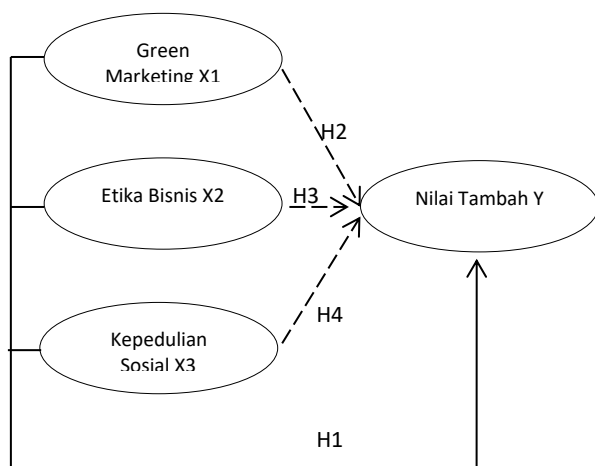 Green
Marketing X1
H2
Etika Bisnis X2
H3
Nilai Tambah Y
H4
Kepedulian
Sosial X3
H1